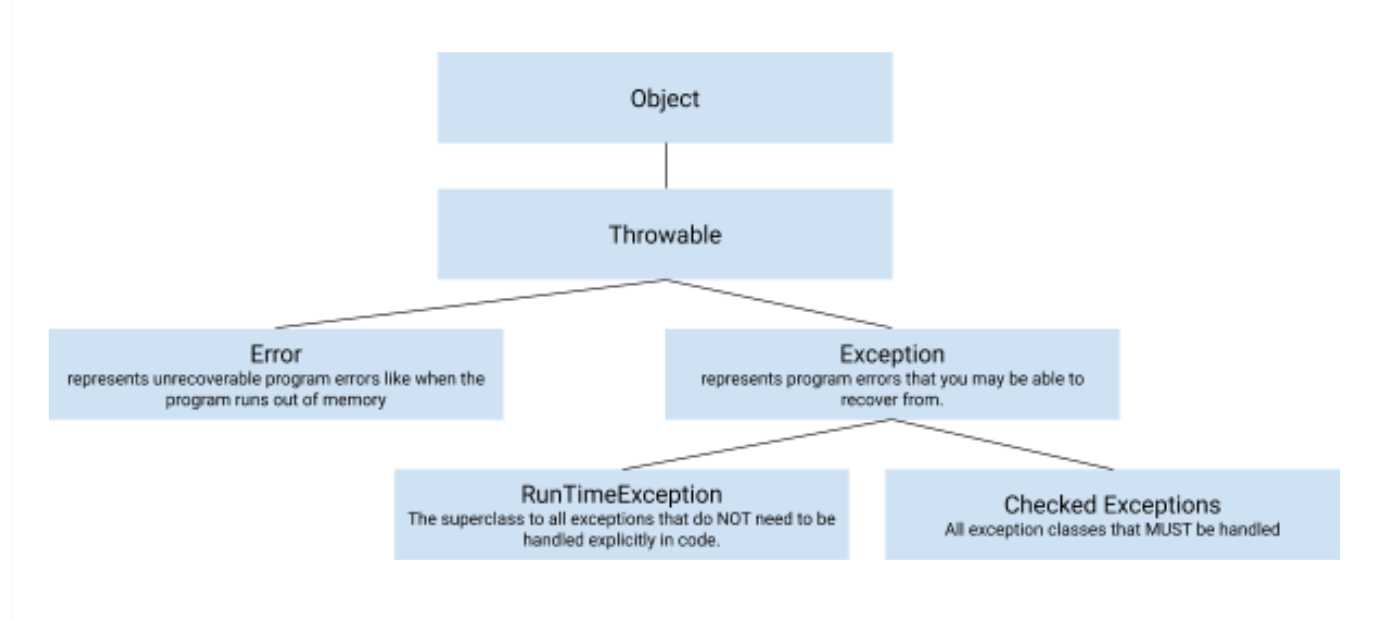 Object
Throwable
Error
represents unrecoverable program errors like when the
program runs out of memory
Exception
represents program errors that you may be able to
recover from.
RunTimeException
The superclass to all exceptions that do NOT need to be
handled explicitly in code.
Checked Exceptions
All exception classes that MUST be handled